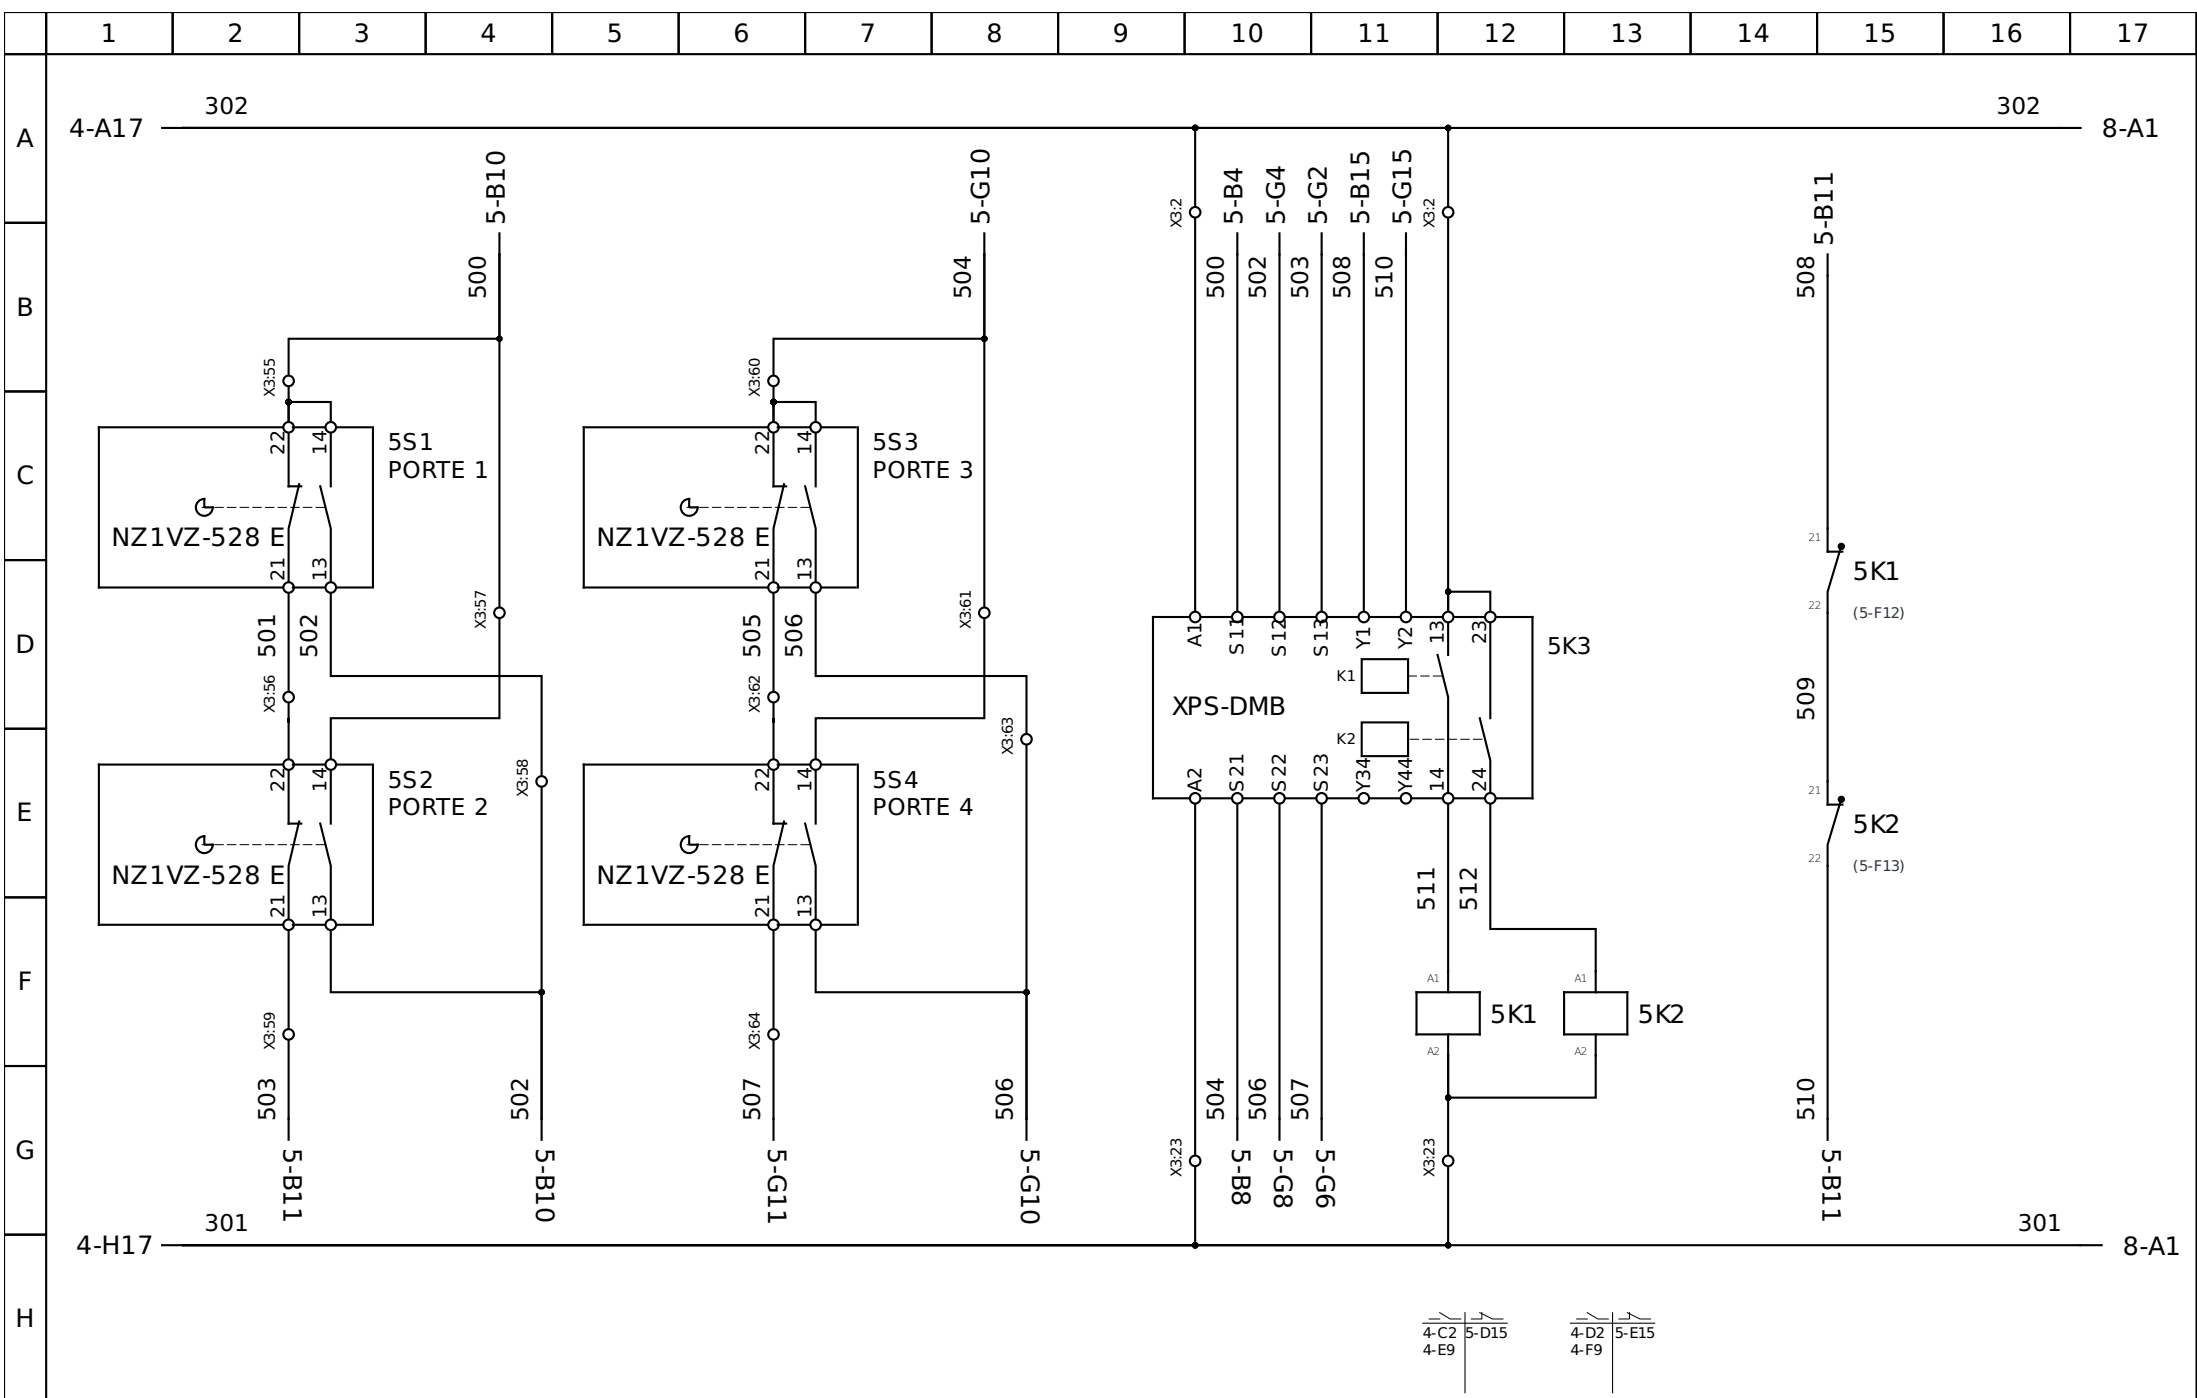 1 2 3 4 5 6 7 8 9 10 11 12 13 14 15 16 17
A
B
C
D
E
F
G
H
302
302
4-A17
8-A1
5-B10
500
5-G10
504
X3:2
5-B4
500
5-G4
502
5-G2
503
5-B15
508
5-G15
510
X3:2
5-B11
508
X3:55
22
14
5S1
PORTE 1
NZ1VZ-528 E
21
13
X3:60
22
14
5S3
PORTE 3
NZ1VZ-528 E
21
13
501
502
X3:57
X3:56
505
506
X3:61
X3:62
X3:63
X3:58
22
14
5S2
PORTE 2
NZ1VZ-528 E
21
13
22
14
5S4
PORTE 4
NZ1VZ-528 E
21
13
A1
S11
S12
S13
Y1
Y2
13
23
5K3
K1
XPS-DMB
K2
A2
S21
S22
S23
Y34
Y44
14
24
21
5K1
22
(5-F12)
509
21
5K2
22
(5-F13)
511
512
A1
5K1
A2
A1
5K2
A2
X3:59
503
5-B11
502
5-B10
X3:64
507
5-G11
506
5-G10
X3:23
504
5-B8
506
5-G8
507
5-G6
X3:23
510
5-B11
301
301
4-H17
8-A1
4-C2 5-D15
4-E9
4-D2 5-E15
4-F9